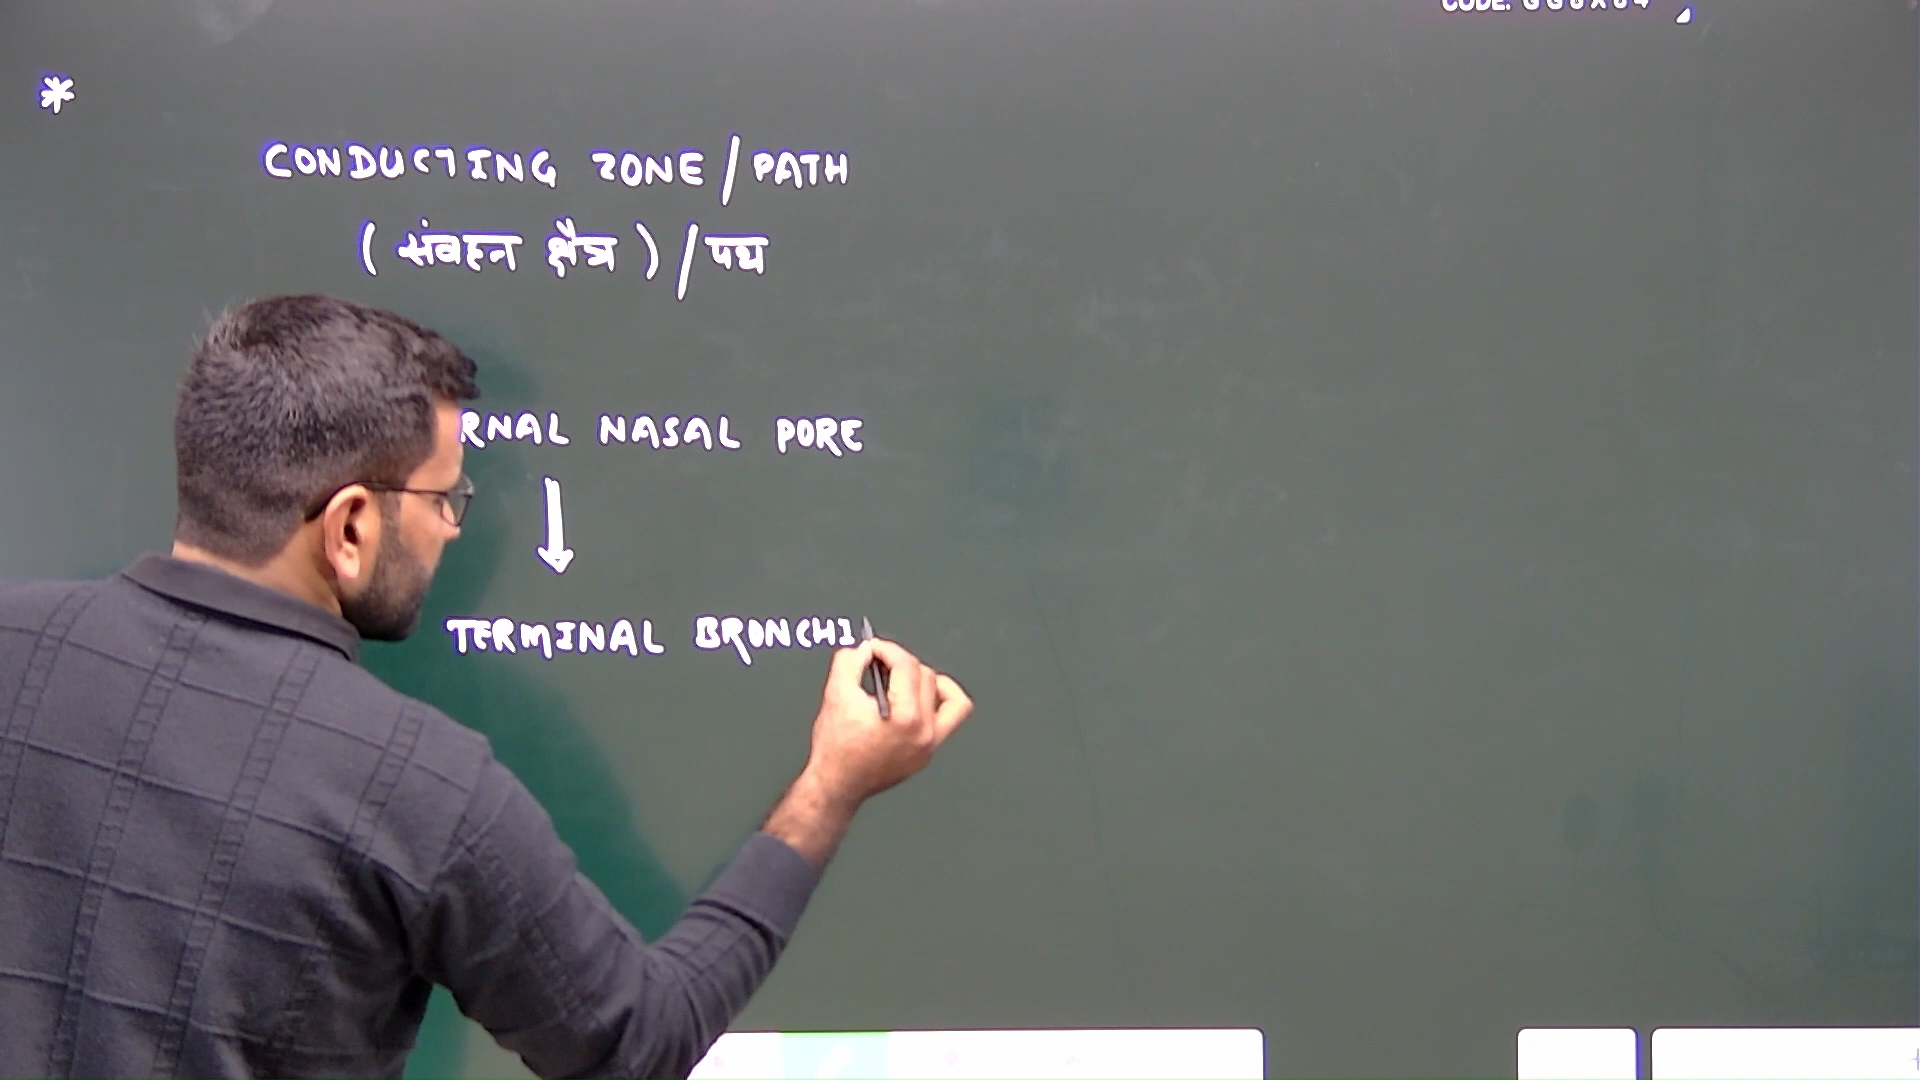 *
CONDUCTING ZONE / PATH
( संवहन क्षेत्र ) / पथ
RNAL NASAL PORE
↓
TERMINAL BRONCHI